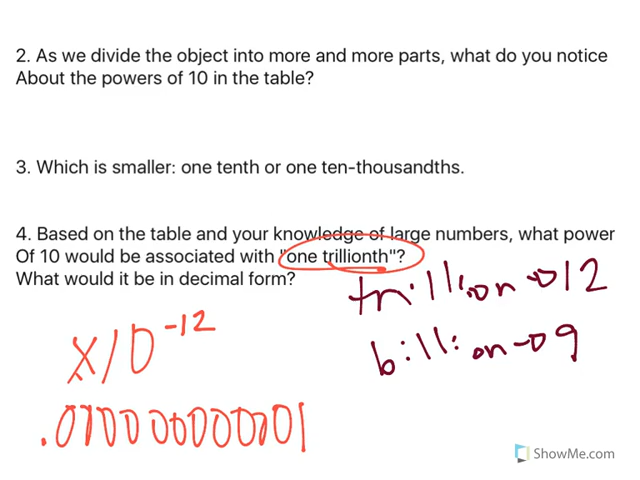 2. As we divide the object into more and more parts, what do you notice
About the powers of 10 in the table?
3. Which is smaller: one tenth or one ten-thousandths.
4. Based on the table and your knowledge of large numbers, what power
Of 10 would be associated with "one trillionth"?
What would it be in decimal form?
trillion → 12
billion → 9
x10⁻¹²
.000000000001
ShowMe.com